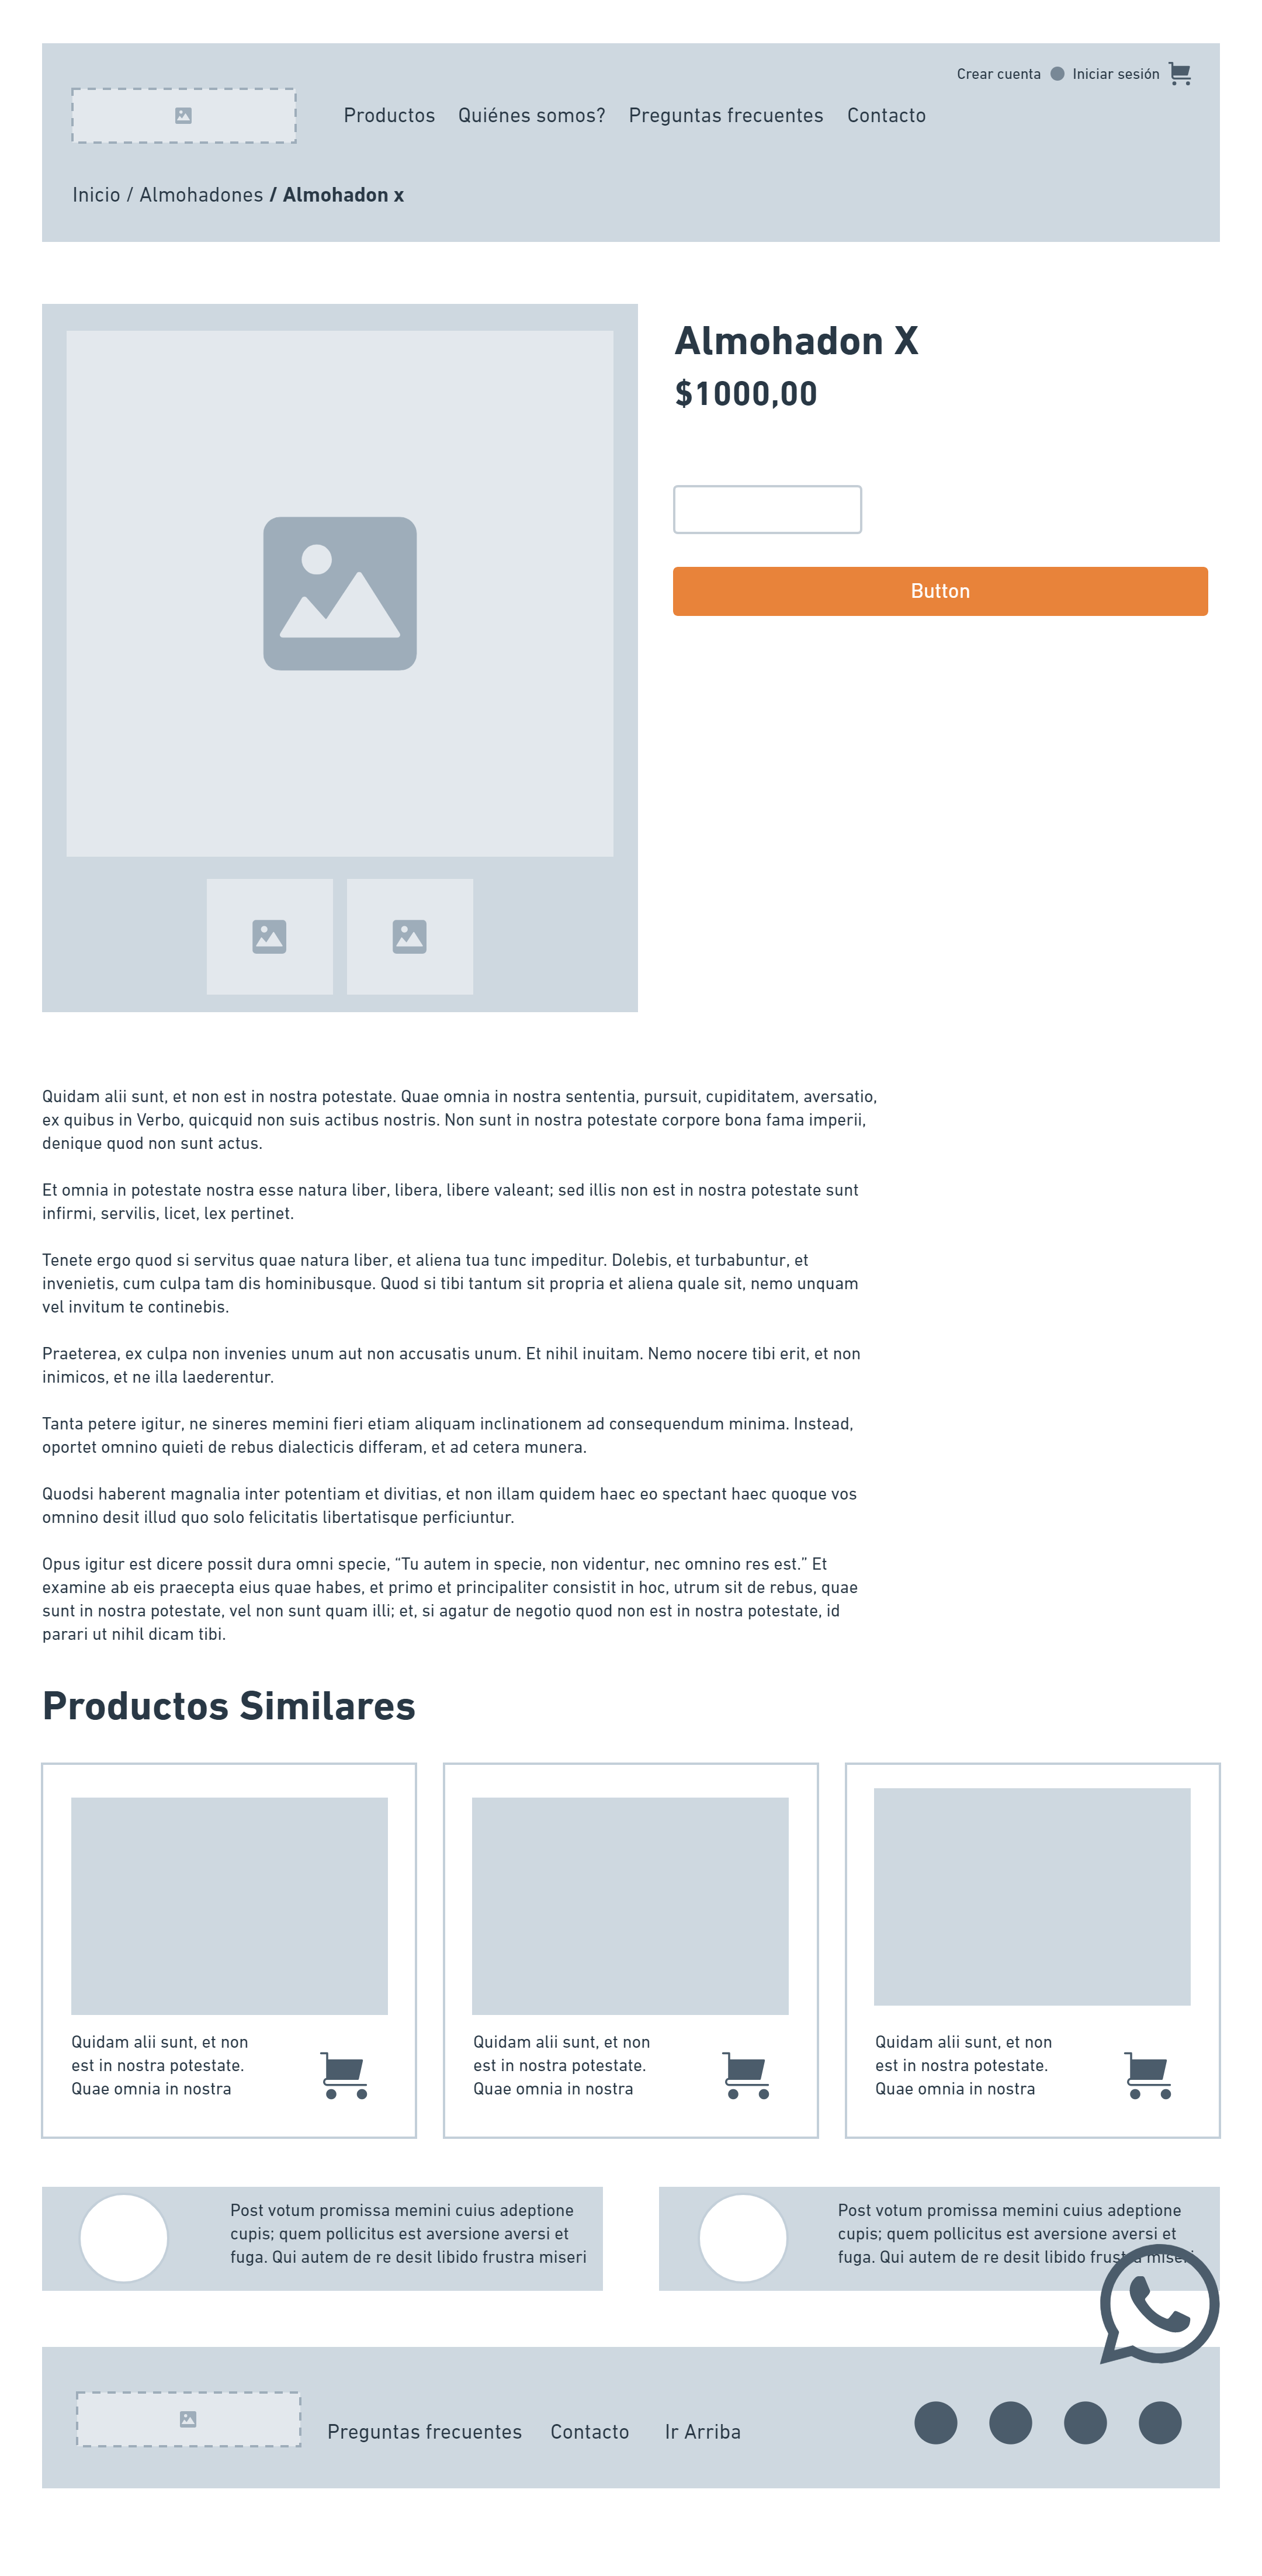 Crear cuenta Iniciar sesión
Productos Quiénes somos? Preguntas frecuentes Contacto
Inicio / Almohadones / Almohadon x
Almohadon X
$1000,00
Button
Quidam alii sunt, et non est in nostra potestate. Quae omnia in nostra sententia, pursuit, cupiditatem, aversatio,
ex quibus in Verbo, quicquid non suis actibus nostris. Non sunt in nostra potestate corpore bona fama imperii,
denique quod non sunt actus.
Et omnia in potestate nostra esse natura liber, libera, libere valeant; sed illis non est in nostra potestate sunt
infirmi, servilis, licet, lex pertinet.
Tenete ergo quod si servitus quae natura liber, et aliena tua tunc impeditur. Dolebis, et turbabuntur, et
invenietis, cum culpa tam dis hominibusque. Quod si tibi tantum sit propria et aliena quale sit, nemo unquam
vel invitum te continebis.
Praeterea, ex culpa non invenies unum aut non accusatis unum. Et nihil inuitam. Nemo nocere tibi erit, et non
inimicos, et ne illa laederentur.
Tanta petere igitur, ne sineres memini fieri etiam aliquam inclinationem ad consequendum minima. Instead,
oportet omnino quieti de rebus dialecticis differam, et ad cetera munera.
Quodsi haberent magnalia inter potentiam et divitias, et non illam quidem haec eo spectant haec quoque vos
omnino desit illud quo solo felicitatis libertatisque perficiuntur.
Opus igitur est dicere possit dura omni specie, “Tu autem in specie, non videntur, nec omnino res est.” Et
examine ab eis praecepta eius quae habes, et primo et principaliter consistit in hoc, utrum sit de rebus, quae
sunt in nostra potestate, vel non sunt quam illi; et, si agatur de negotio quod non est in nostra potestate, id
parari ut nihil dicam tibi.
Productos Similares
Quidam alii sunt, et non
est in nostra potestate.
Quae omnia in nostra
Quidam alii sunt, et non
est in nostra potestate.
Quae omnia in nostra
Quidam alii sunt, et non
est in nostra potestate.
Quae omnia in nostra
Post votum promissa memini cuius adeptione
cupis; quem pollicitus est aversione aversi et
fuga. Qui autem de re desit libido frustra miseri
Post votum promissa memini cuius adeptione
cupis; quem pollicitus est aversione aversi et
fuga. Qui autem de re desit libido frustra miseri
Preguntas frecuentes Contacto Ir Arriba